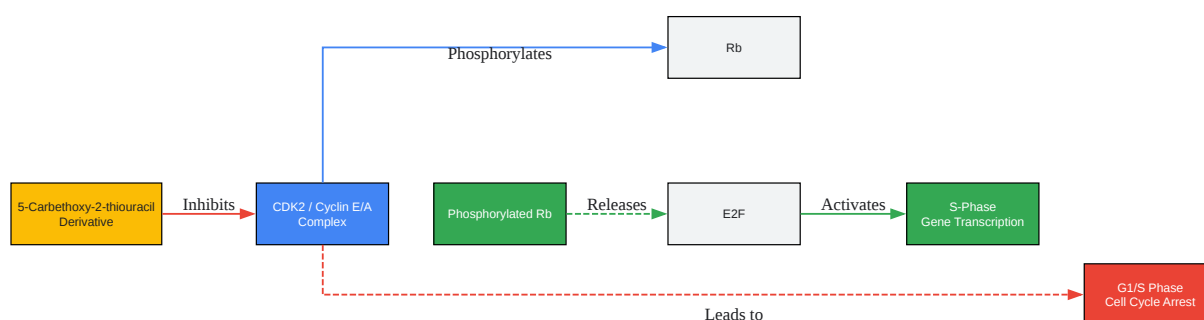 Rb
Phosphorylates
5-Carbethoxy-2-thiouracil
Derivative
Inhibits
CDK2 / Cyclin E/A
Complex
Phosphorylated Rb
Releases
E2F
Activates
S-Phase
Gene Transcription
G1/S Phase
Cell Cycle Arrest
Leads to